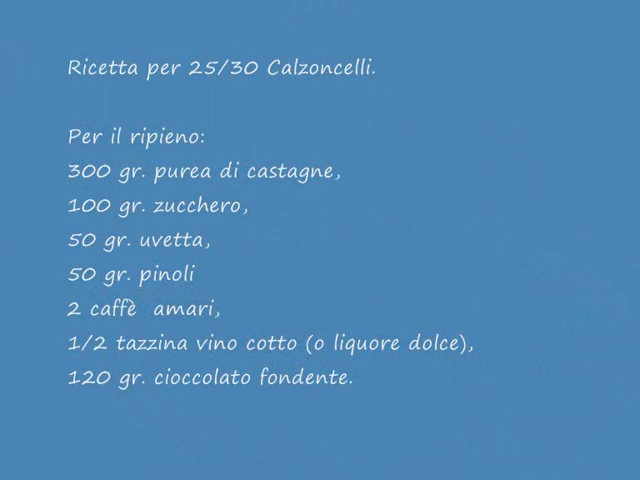 Ricetta per 25/30 Calzoncelli.
Per il ripieno:
300 gr. purea di castagne,
100 gr. zucchero,
50 gr. uvetta,
50 gr. pinoli
2 caffè  amari,
1/2 tazzina vino cotto (o liquore dolce),
120 gr. cioccolato fondente.